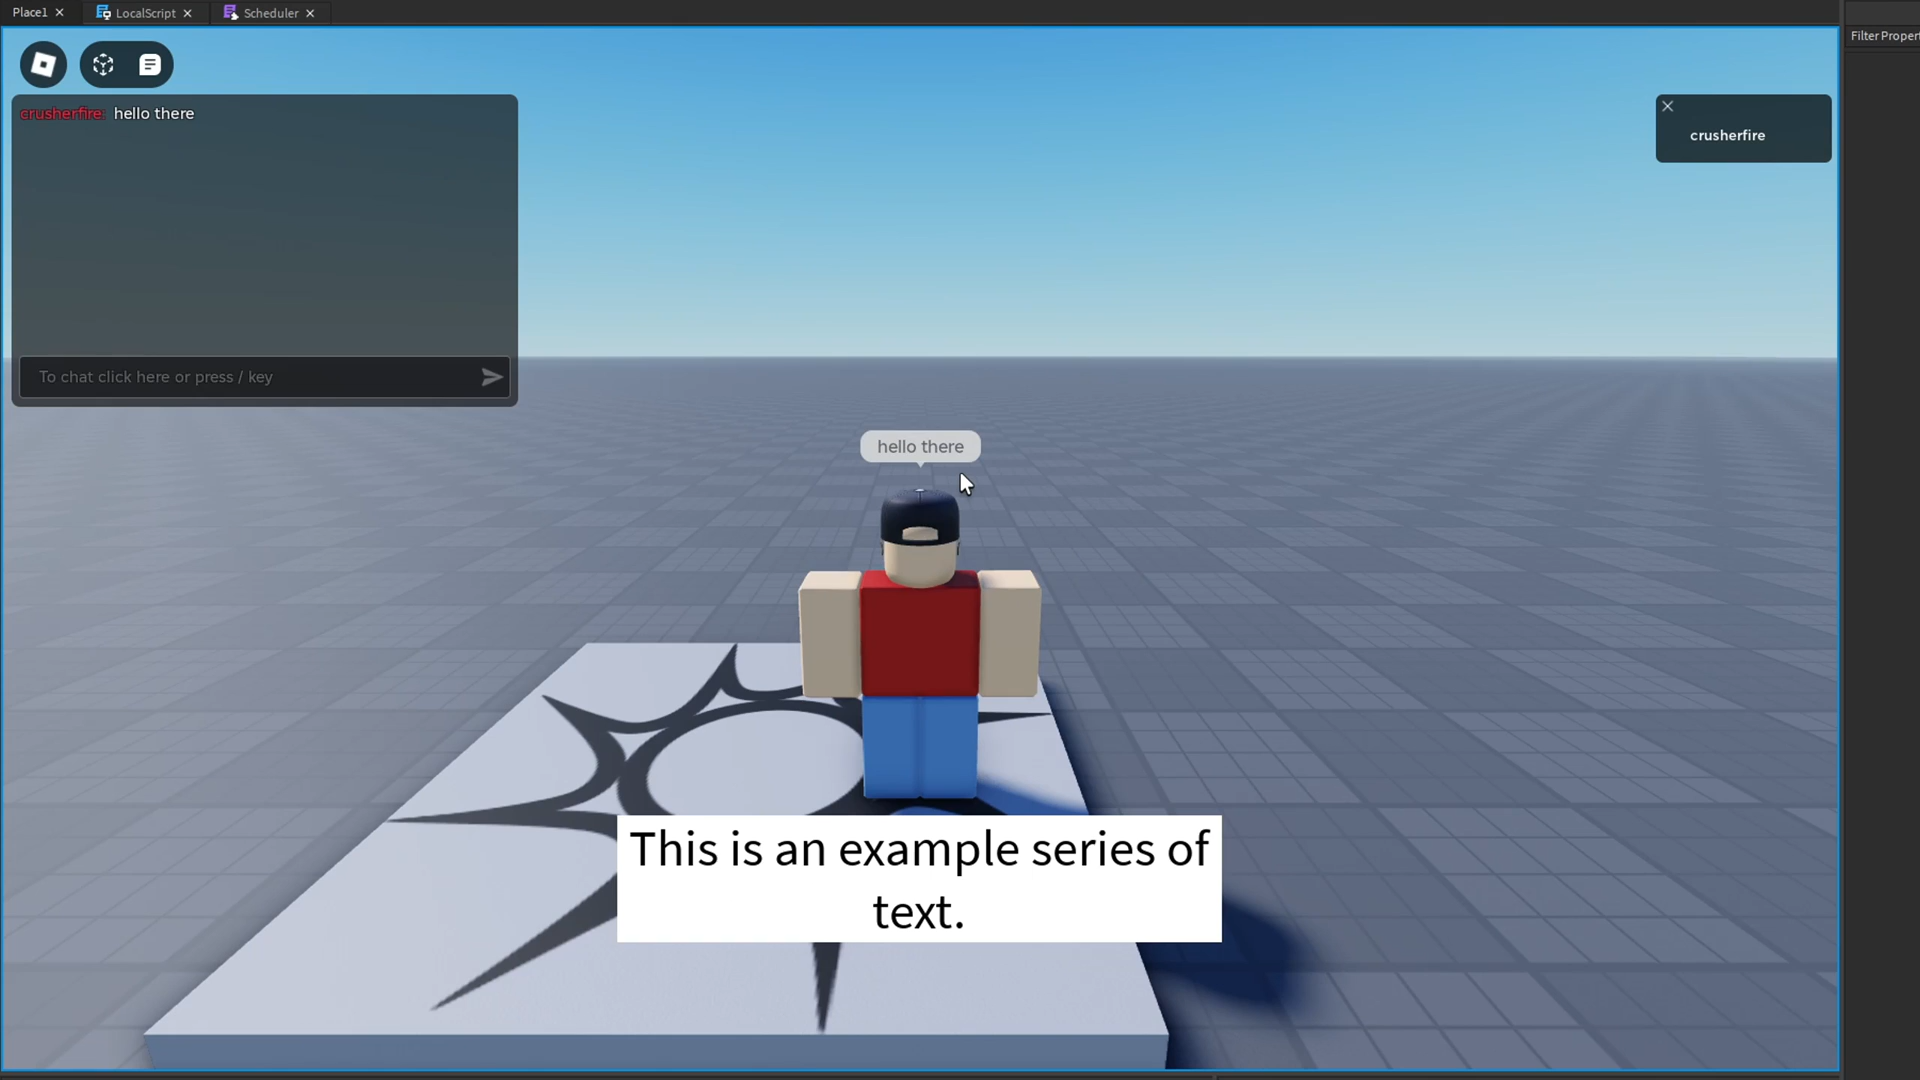 Place1
LocalScript
Scheduler
Filter Propert
crusherfire: hello there
crusherfire
To chat click here or press / key
hello there
This is an example series of
text.